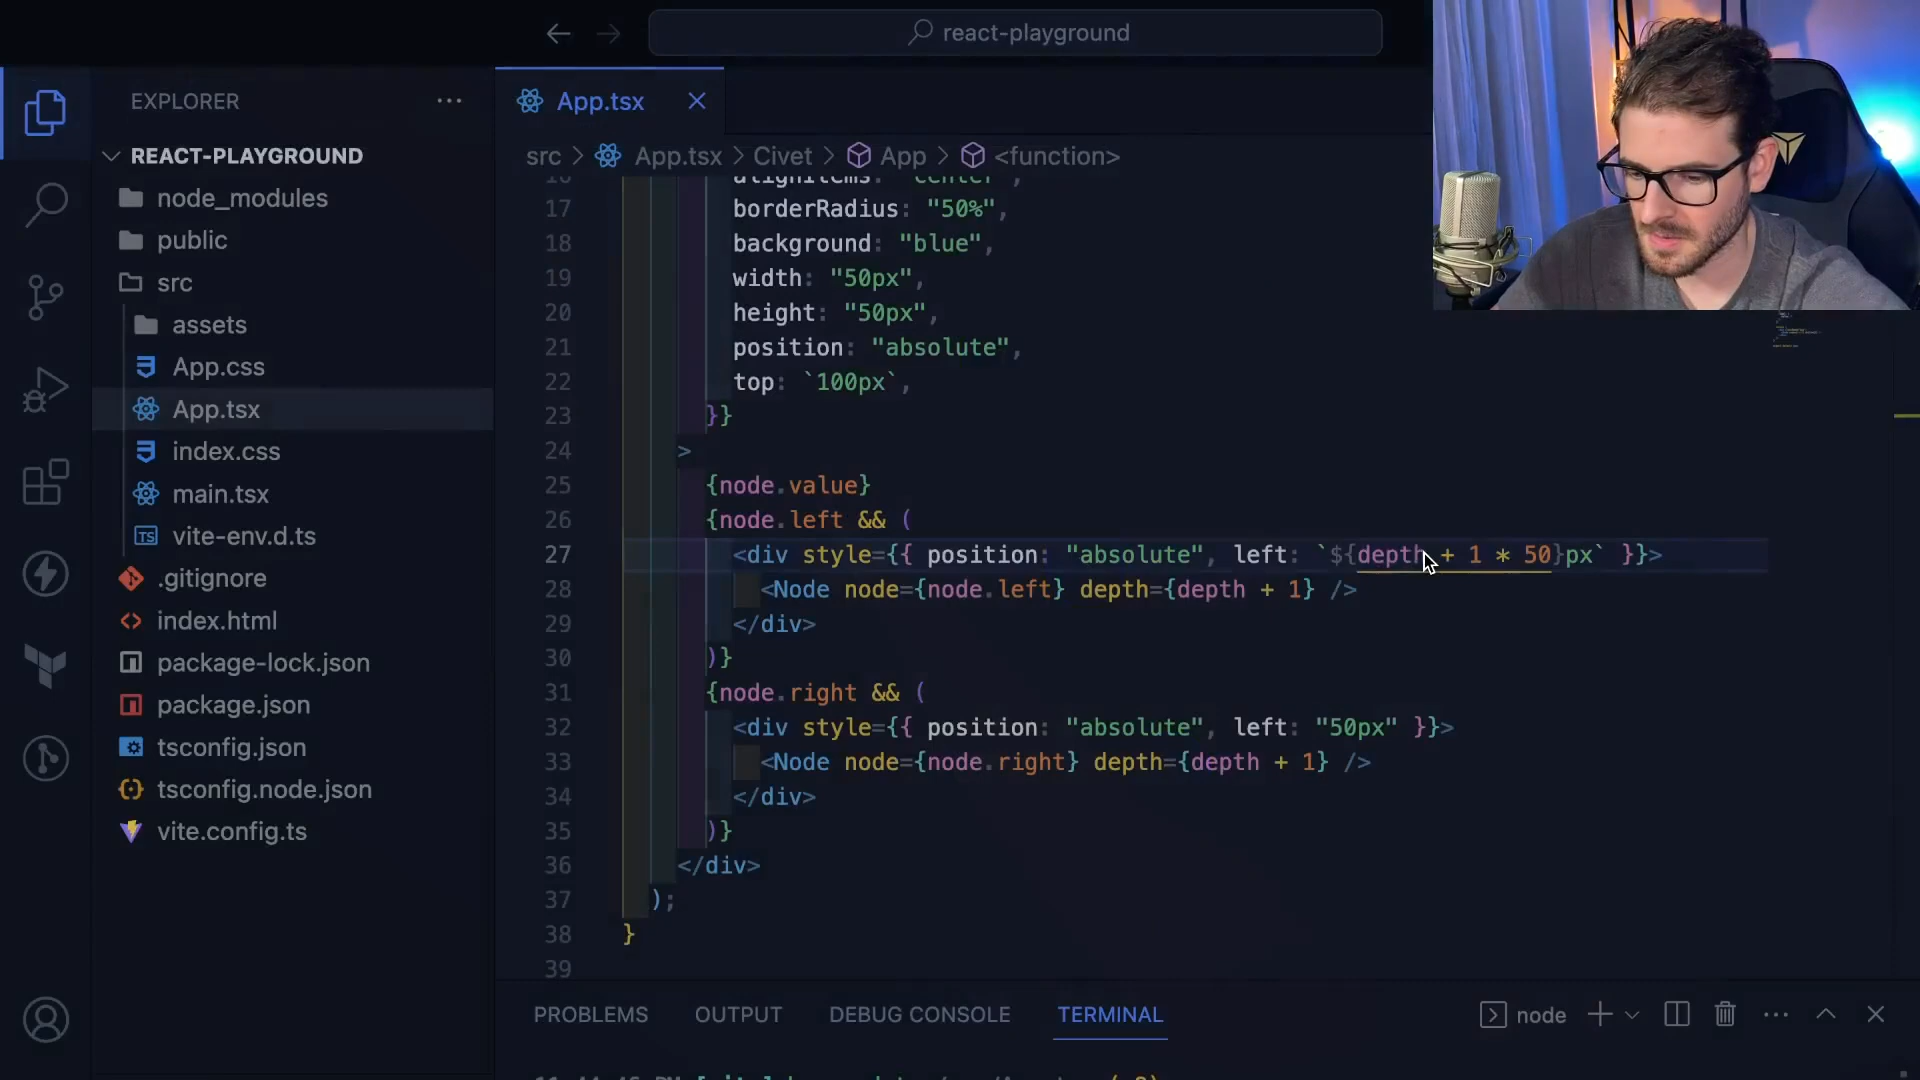 react-playground
EXPLORER
App.tsx
REACT-PLAYGROUND
src > App.tsx > Civet > App > <function>
node_modules
public
src
assets
App.css
App.tsx
index.css
main.tsx
TS vite-env.d.ts
.gitignore
index.html
package-lock.json
package.json
tsconfig.json
tsconfig.node.json
vite.config.ts
16 alignItems: "center",
17 borderRadius: "50%",
18 background: "blue",
19 width: "50px",
20 height: "50px",
21 position: "absolute",
22 top: `100px`,
23 }}
24 >
25 {node.value}
26 {node.left && (
27 <div style={{ position: "absolute", left: `${depth + 1 * 50}px` }}>
28 <Node node={node.left} depth={depth + 1} />
29 </div>
30 )}
31 {node.right && (
32 <div style={{ position: "absolute", left: "50px" }}>
33 <Node node={node.right} depth={depth + 1} />
34 </div>
35 )}
36 </div>
37 );
38 }
39
PROBLEMS OUTPUT DEBUG CONSOLE TERMINAL node